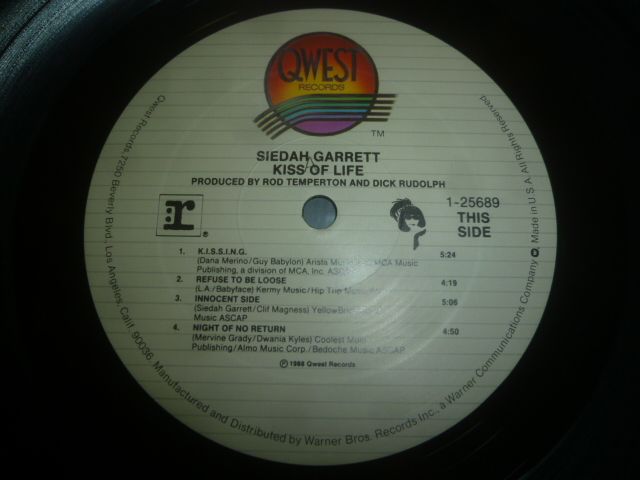 QWEST
RECORDS
TM
SIEDAH GARRETT
KISS OF LIFE
PRODUCED BY ROD TEMPERTON AND DICK RUDOLPH
r
®
1-25689
THIS
SIDE
1. K.I.S.S.I.N.G. 5:24
(Dana Merino/Guy Babylon) Arista Music MCA Music
Publishing, a division of MCA, Inc. ASCAP
2. REFUSE TO BE LOOSE 4:19
(L.A./Babyface) Kermy Music/Hip Trip
3. INNOCENT SIDE 5:06
(Siedah Garrett/Clif Magness)
Music ASCAP
4. NIGHT OF NO RETURN 4:50
(Mervine Grady/Dwania Kyles) Coolest
Publishing/Almo Music Corp./Bedoche Music ASCAP
℗ 1988 Qwest Records
Qwest Records 7250 Beverly Blvd. Los Angeles, Calif. 90036, Manufactured and Distributed by Warner Bros. Records Inc., a Warner Communications Company Made in U.S.A. All Rights Reserved.